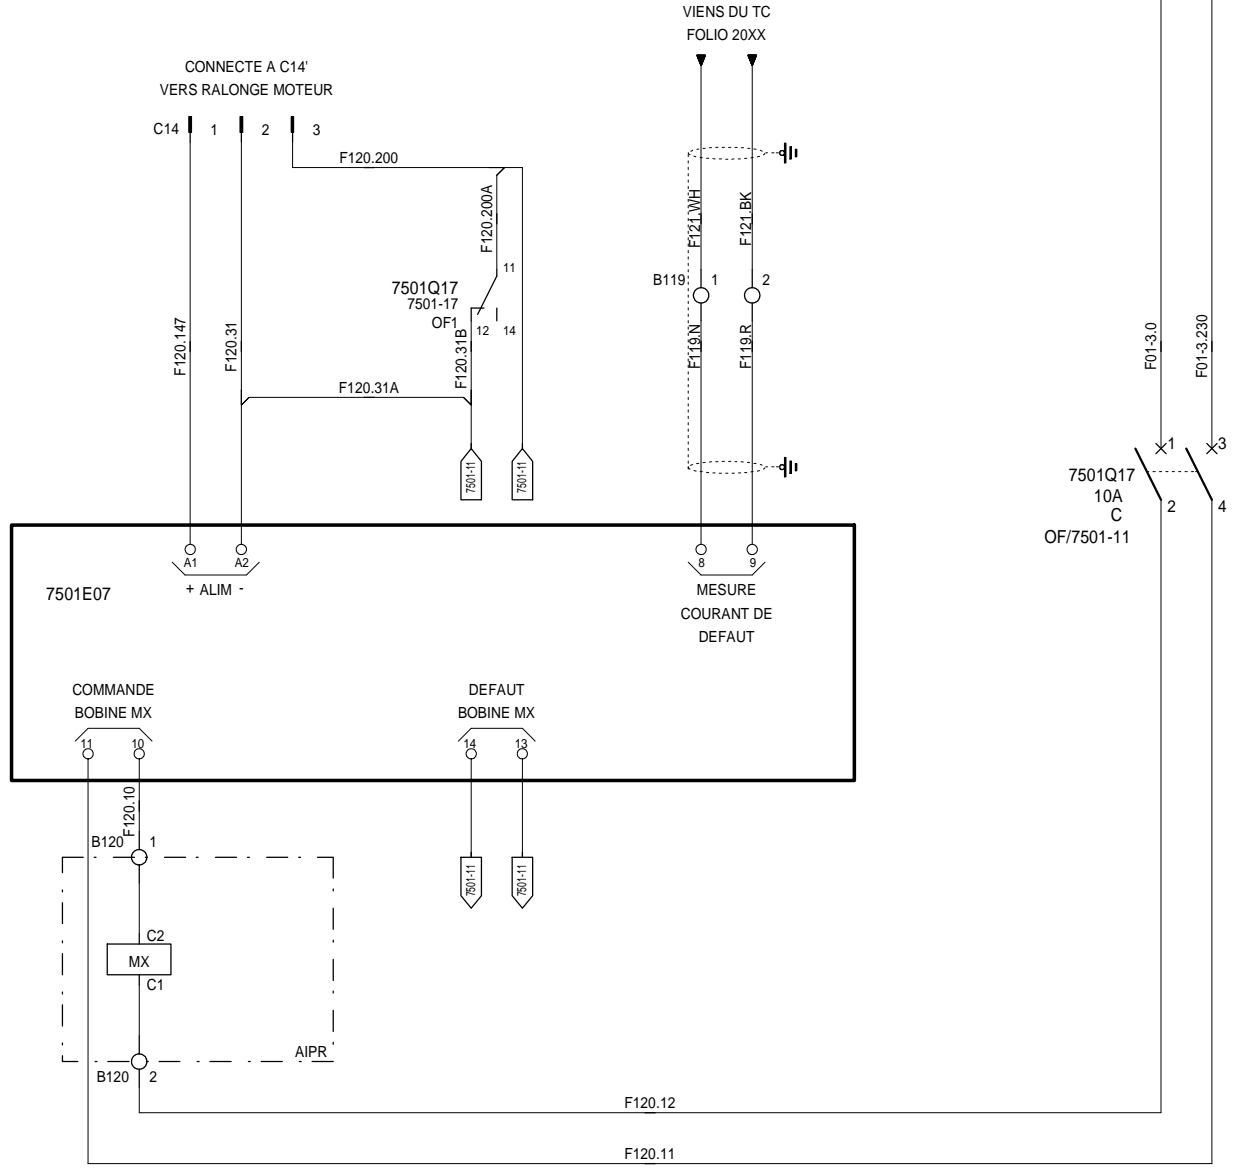 VIENS DU TC
FOLIO 20XX
CONNECTE A C14'
VERS RALONGE MOTEUR
C14 1 2 3
F120.200
F120.200A
F121.WH
F121.BK
11
7501Q17
7501-17
OF1
12 14
B119 1 2
F120.147
F120.31
F120.31B
F119.N
F119.R
F01-3.0
F01-3.230
F120.31A
7501-11
7501-11
1 3
7501Q17
10A
C
OF/7501-11
2 4
A1 A2
+ ALIM -
7501E07
8 9
MESURE
COURANT DE
DEFAUT
COMMANDE
BOBINE MX
11 10
DEFAUT
BOBINE MX
14 13
F120.10
B120 1
7501-11
7501-11
C2
MX
C1
AIPR
B120 2
F120.12
F120.11